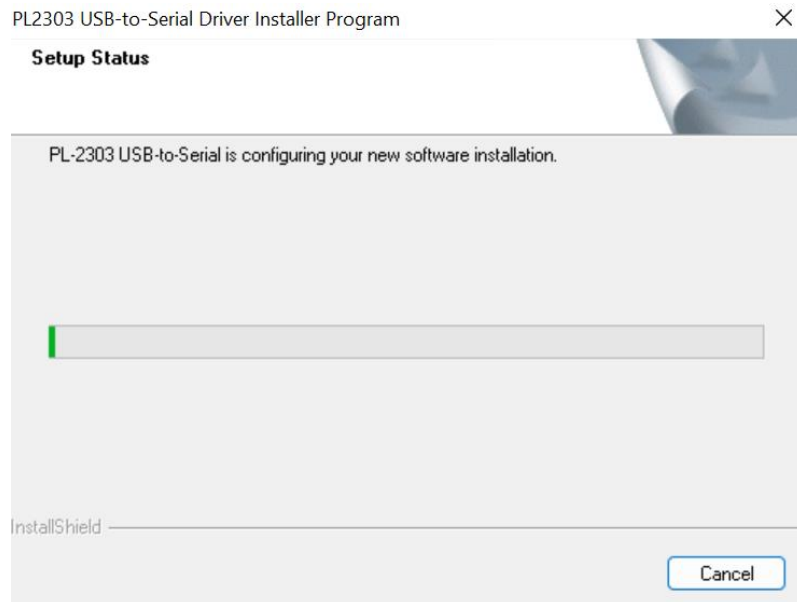 PL2303 USB-to-Serial Driver Installer Program
Setup Status
PL-2303 USB-to-Serial is configuring your new software installation.
InstallShield
Cancel